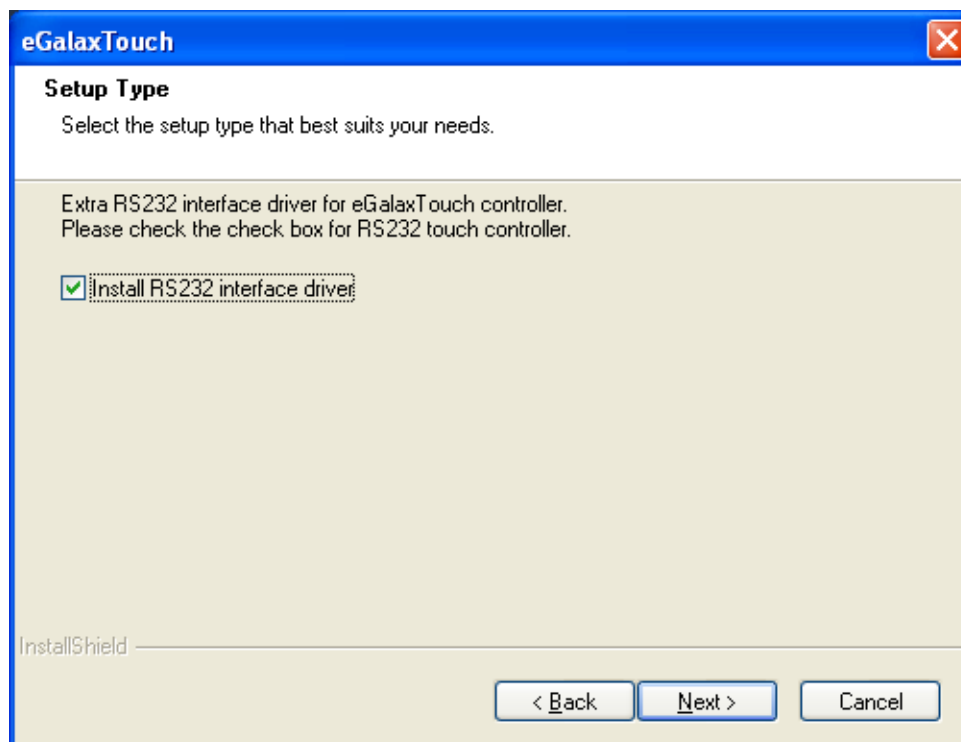 eGalaxTouch
Setup Type
Select the setup type that best suits your needs.
Extra RS232 interface driver for eGalaxTouch controller.
Please check the check box for RS232 touch controller.
Install RS232 interface driver
InstallShield
< Back
Next >
Cancel